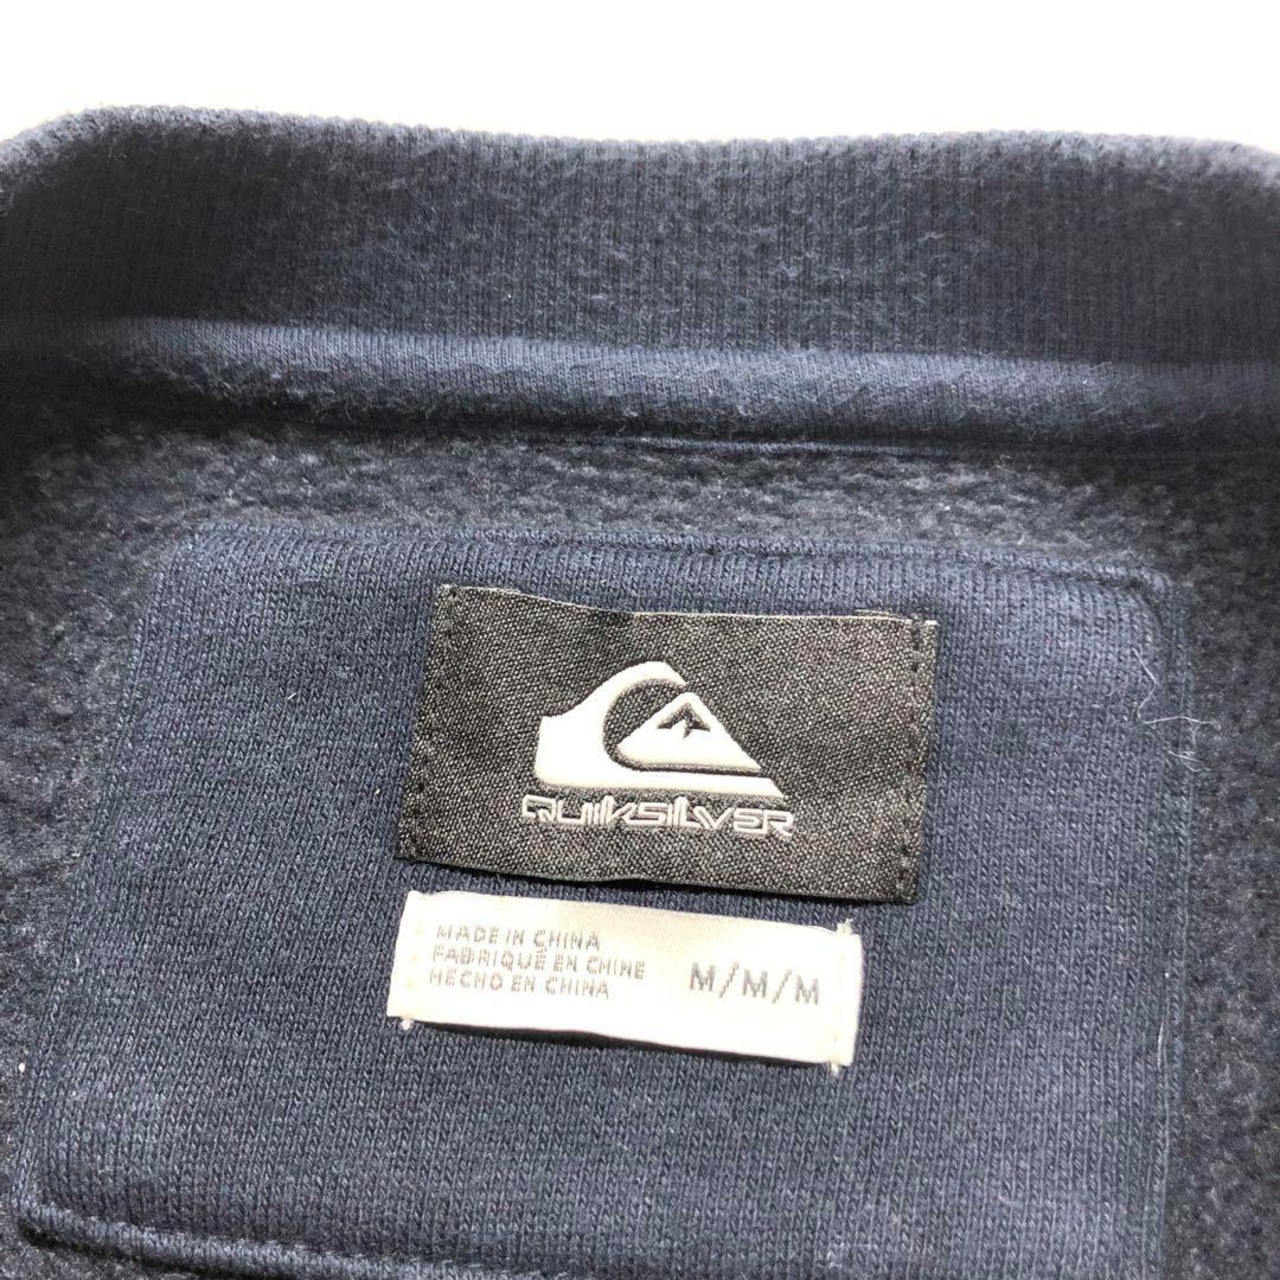 QUIKSILVER
MADE IN CHINA
FABRIQUÉ EN CHINE
HECHO EN CHINA
M/M/M